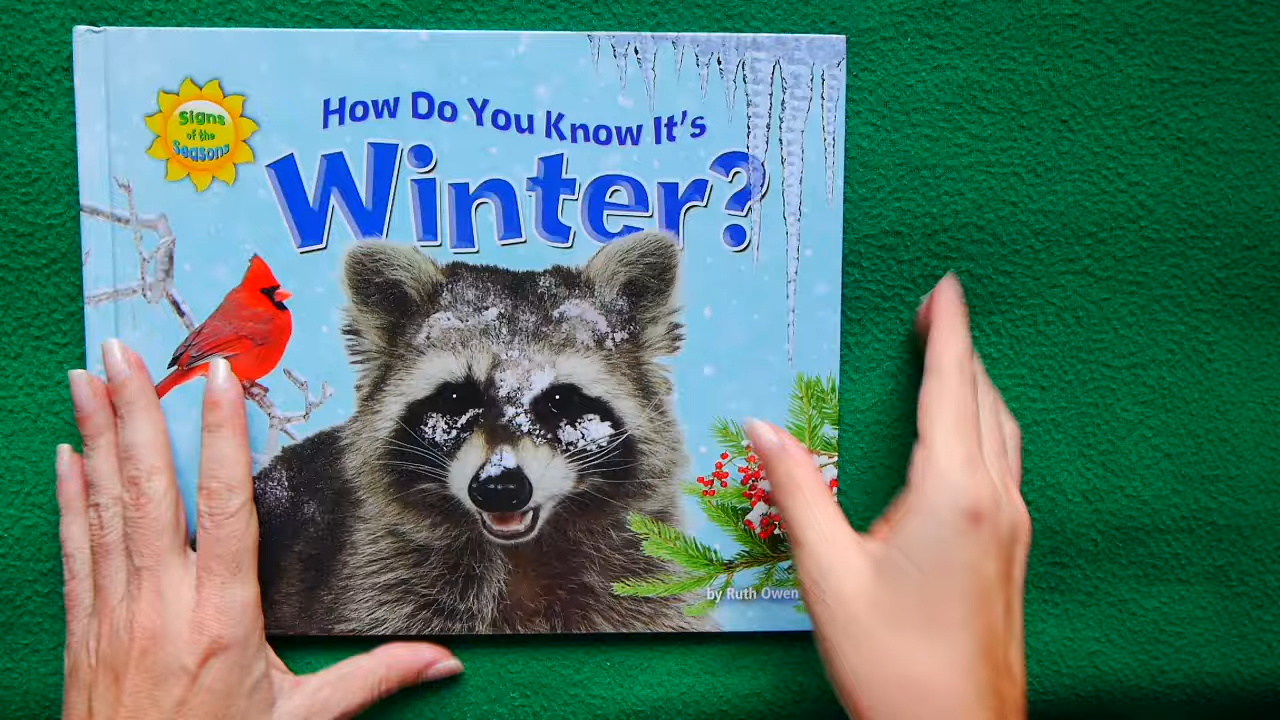 Signs
of the
Seasons
How Do You Know It's
Winter?
by Ruth Owen